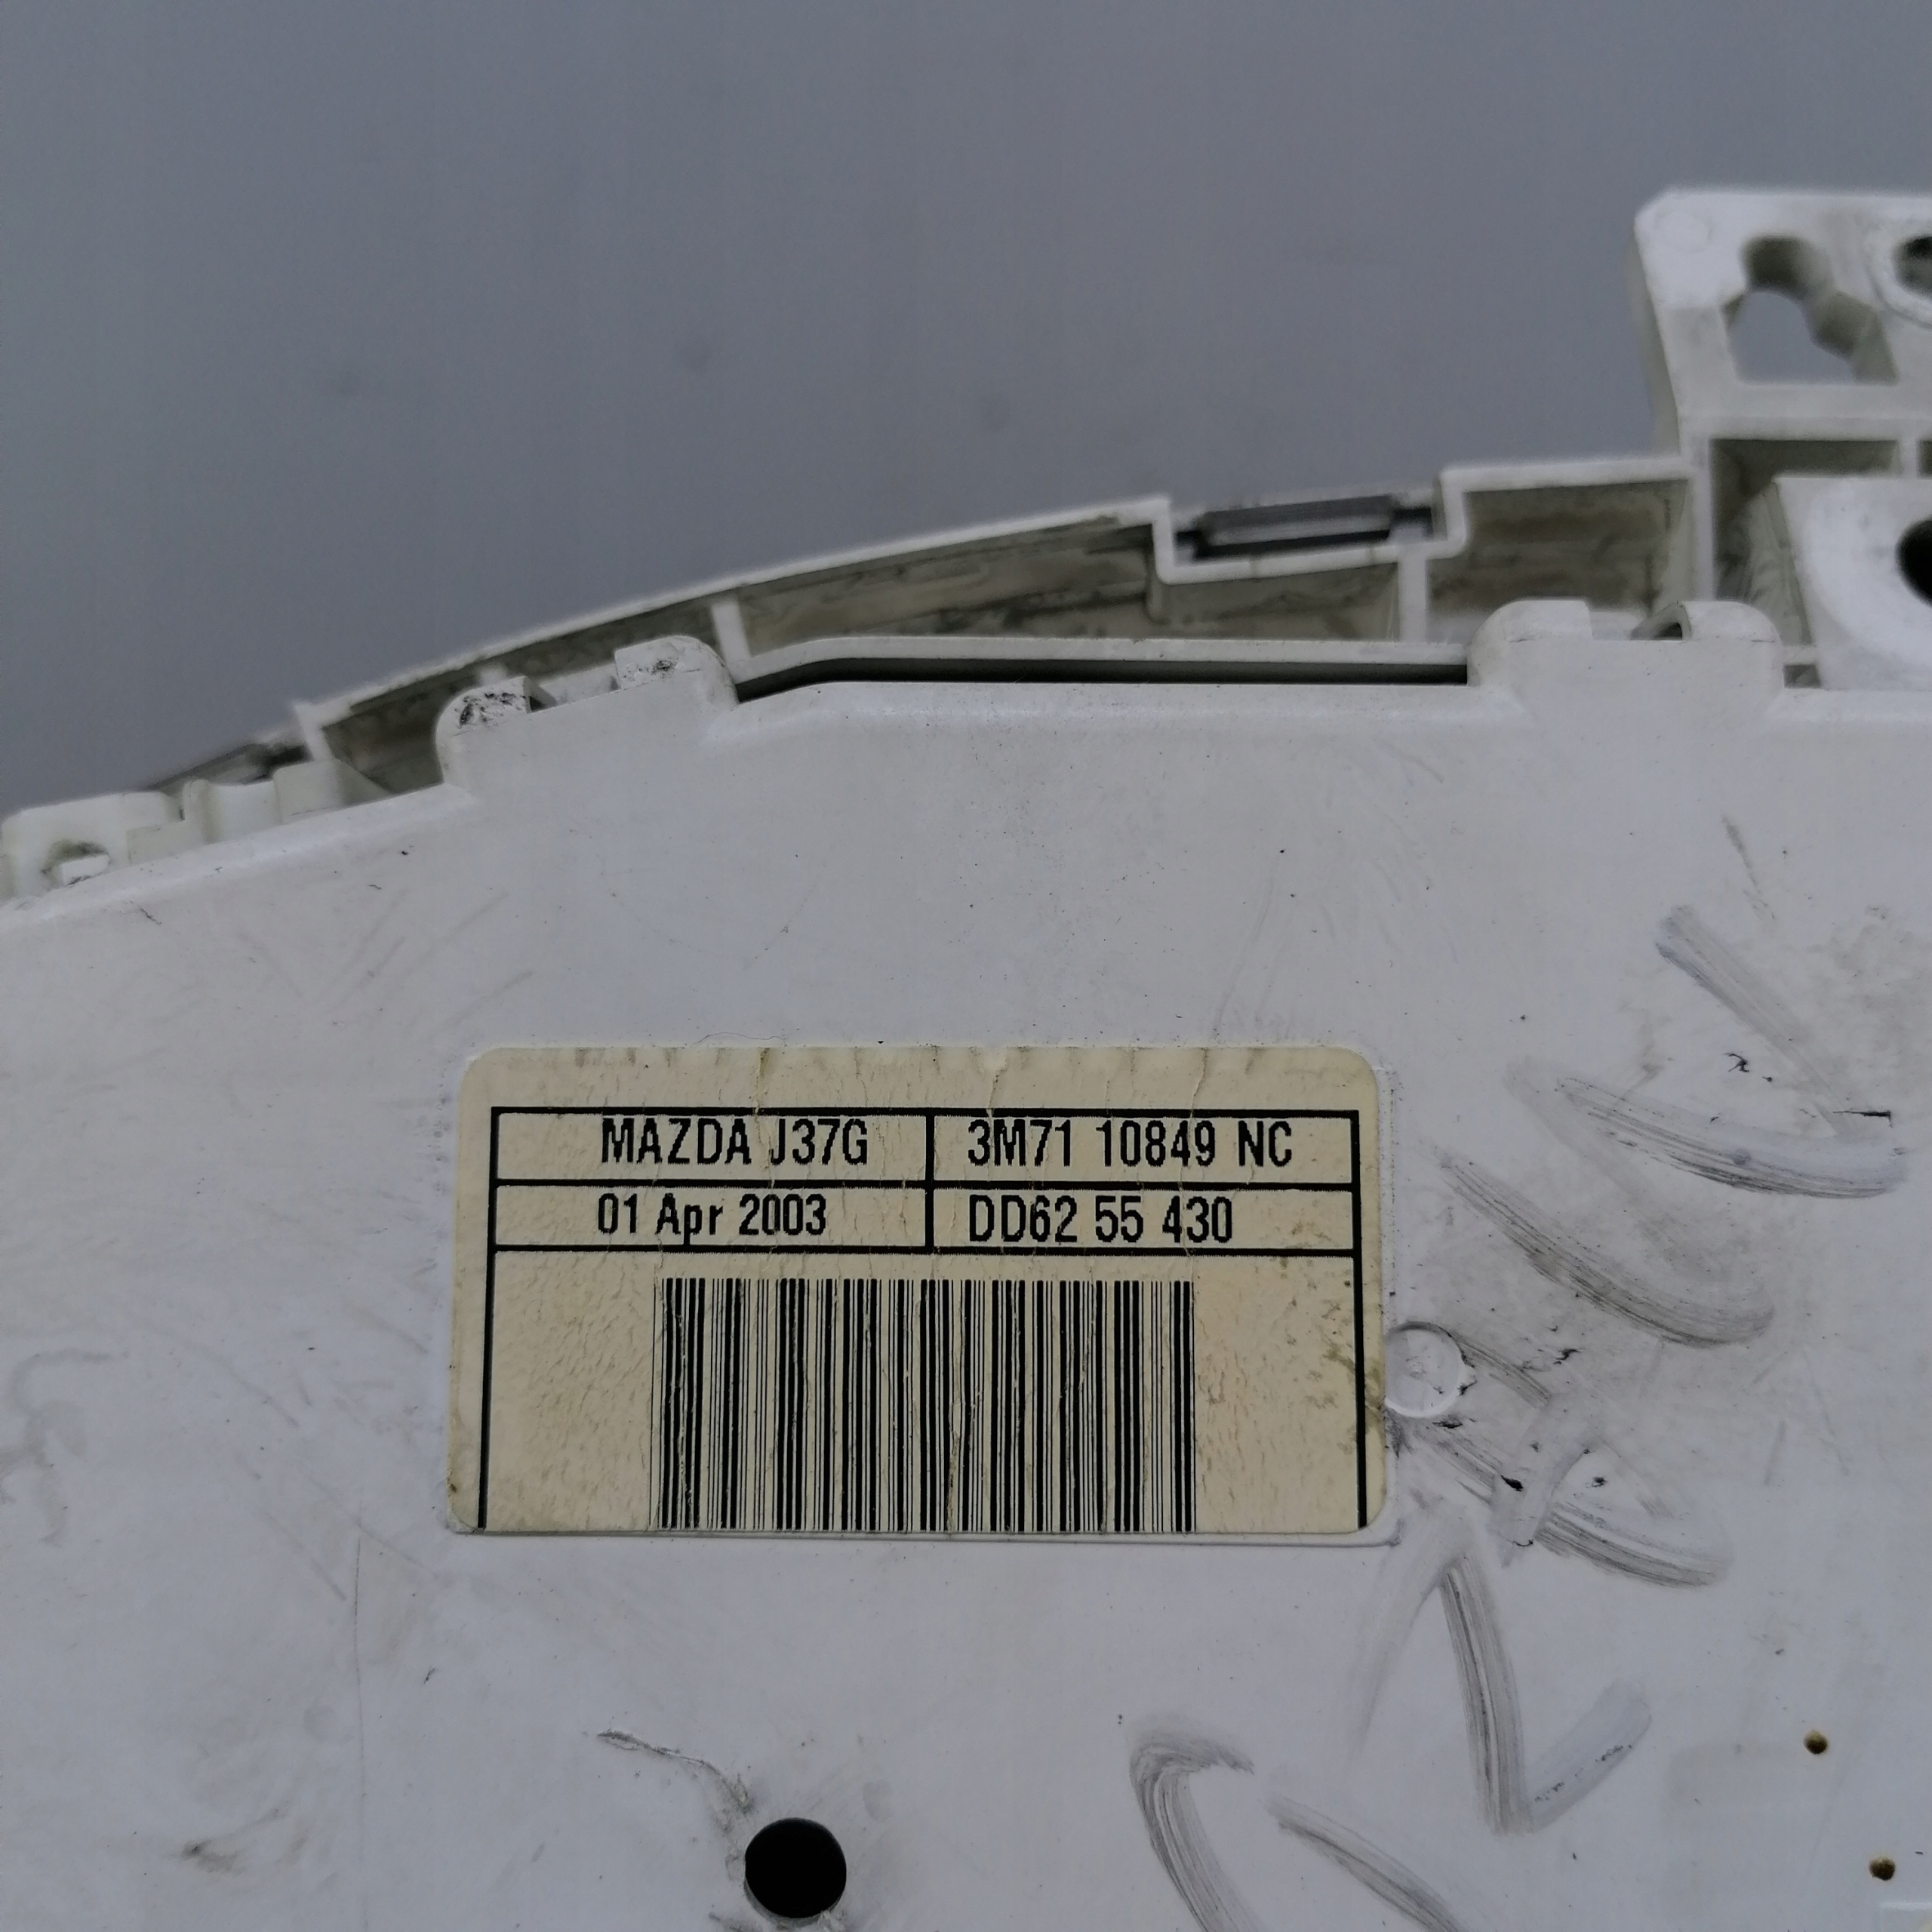 MAZDA J37G 3M71 10849 NC
01 Apr 2003 DD62 55 430